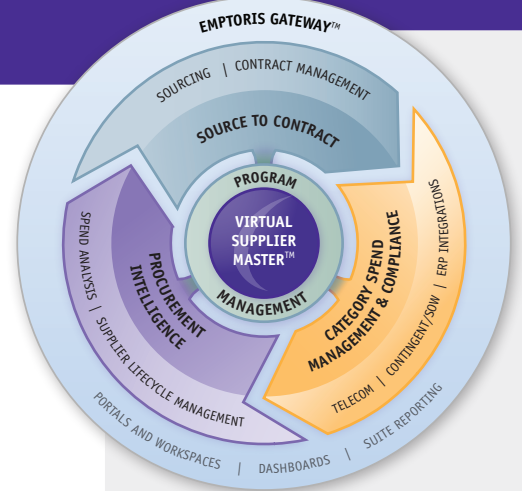 EMPTORIS GATEWAY™
SOURCING | CONTRACT MANAGEMENT
SOURCE TO CONTRACT
PROGRAM
MANAGEMENT
VIRTUAL
SUPPLIER
MASTER™
CATEGORY SPEND
MANAGEMENT & COMPLIANCE
TELECOM | CONTINGENT/SOW | ERP INTEGRATIONS
PROCUREMENT
INTELLIGENCE
SPEND ANALYSIS | SUPPLIER LIFECYCLE MANAGEMENT
PORTALS AND WORKSPACES | DASHBOARDS | SUITE REPORTING